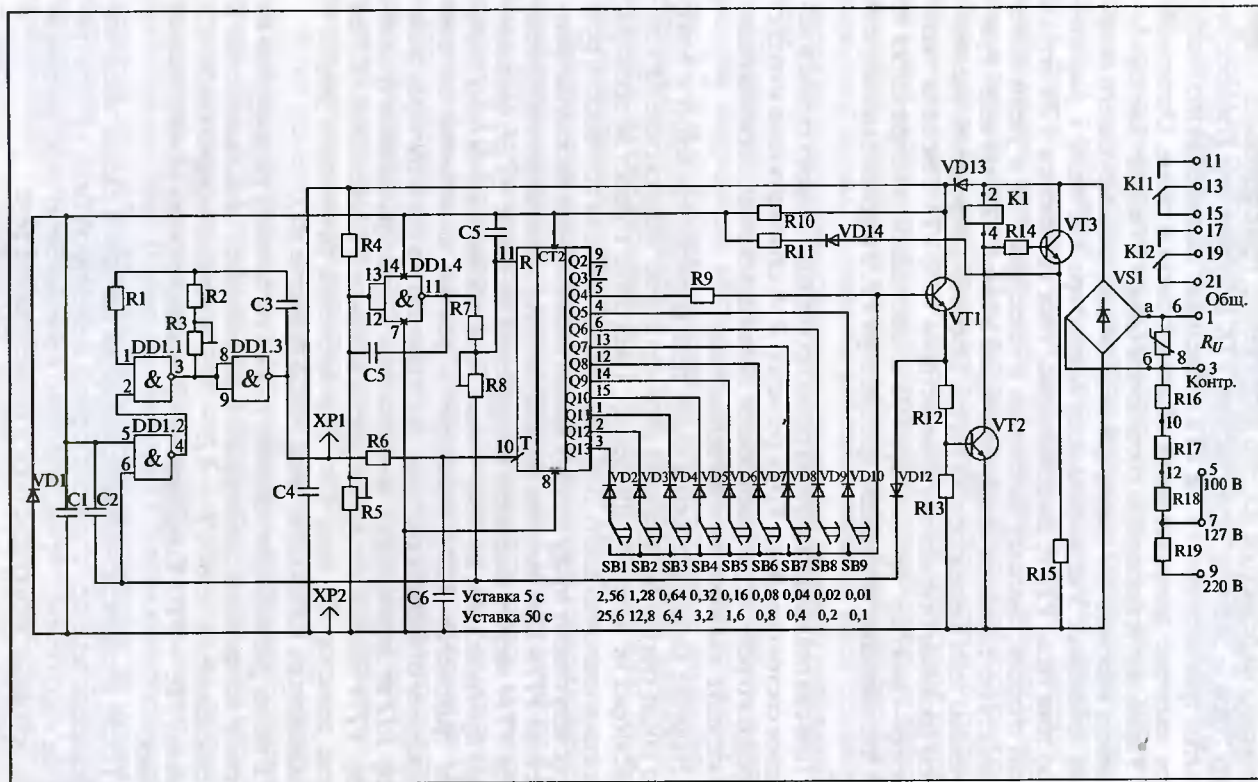 VD13
11
K11
13
15
2
K1
17
R10
4
R14
VT3
K12
19
C5
R4
R11
VD14
21
11
R
CT2
Q2
9
14
DD1.4
Q3
7
VS1
Общ.
13
11
Q4
5
R9
а
6
1
R1
R2
C3
&
Q5
4
12
R7
Q6
6
VT1
RU
R3
7
Q7
13
б
8
3
DD1.1
DD1.3
Q8
12
Контр.
1
8
C5
R8
Q9
14
R16
&
3
&
Q10
15
R12
2
9
Q11
1
10
DD1.2
XP1
R6
10
T
Q12
2
VT2
R17
5
4
Q13
3
&
8
12
5
6
VD2
VD3
VD4
VD5
VD6
VD7
VD8
VD9
VD10
VD12
R18
100 В
VD1
C1
C2
C4
R5
R13
7
127 В
R19
SB1
SB2
SB3
SB4
SB5
SB6
SB7
SB8
SB9
R15
9
220 В
XP2
C6
Уставка 5 с 2,56 1,28 0,64 0,32 0,16 0,08 0,04 0,02 0,01
Уставка 50 с 25,6 12,8 6,4 3,2 1,6 0,8 0,4 0,2 0,1